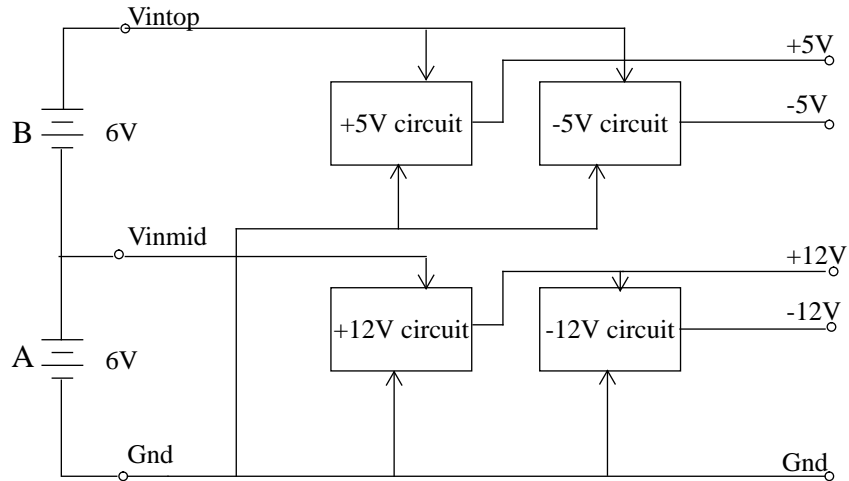 Vintop
+5V
+5V circuit
-5V circuit
-5V
B
6V
Vinmid
+12V
+12V circuit
-12V circuit
-12V
A
6V
Gnd
Gnd